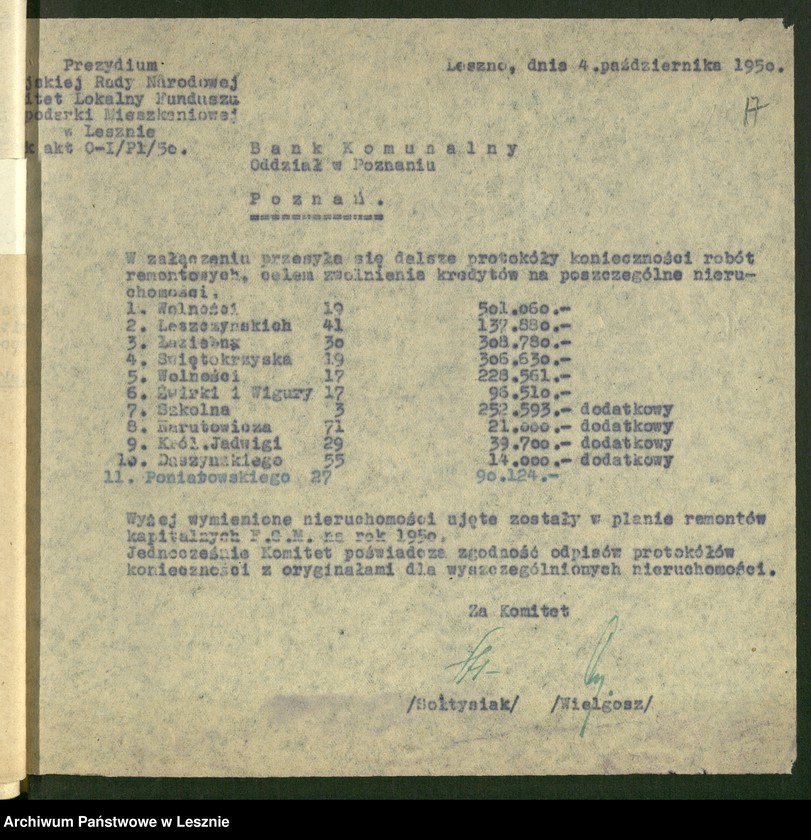 Prezydium
jskiej Rady Narodowej
itet Lokalny Funduszu
podarki Mieszkaniowej
w Lesznie
k akt O-I/Pł/5o.
Leszno, dnia 4.października 195o.
17
B a n k  K o m u n a l n y
Oddział w Poznaniu
P o z n a ń .
W załączeniu przesyła się dalsze protokóły konieczności robót
remontowych, celem zwolnienia kredytów na poszczególne nieru-
chomości,
1. Wolności 19 5o1.o6o.-
2. Leszczyńskich 41 137.88o.-
3. Łaziebna 3o 3o8.78o.-
4. Świętokrzyska 19 3o6.63o.-
5. Wolności 17 228.561.-
6. Żwirki i Wigury 17 96.51o.-
7. Szkolna 3 252.593.- dodatkowy
8. Narutowicza 71 21.ooo.- dodatkowy
9. Król.Jadwigi 29 39.7oo.- dodatkowy
1o. Daszyńskiego 55 14.ooo.- dodatkowy
11. Poniatowskiego 27 9o.124.-
Wyżej wymienione nieruchomości ujęte zostały w planie remontów
kapitalnych F.G.M. na rok 195o.
Jednocześnie Komitet poświadcza zgodność odpisów protokółów
konieczności z oryginałami dla wyszczególnionych nieruchomości.
Za Komitet
/Sołtysiak/ /Wielgosz/
Archiwum Państwowe w Lesznie